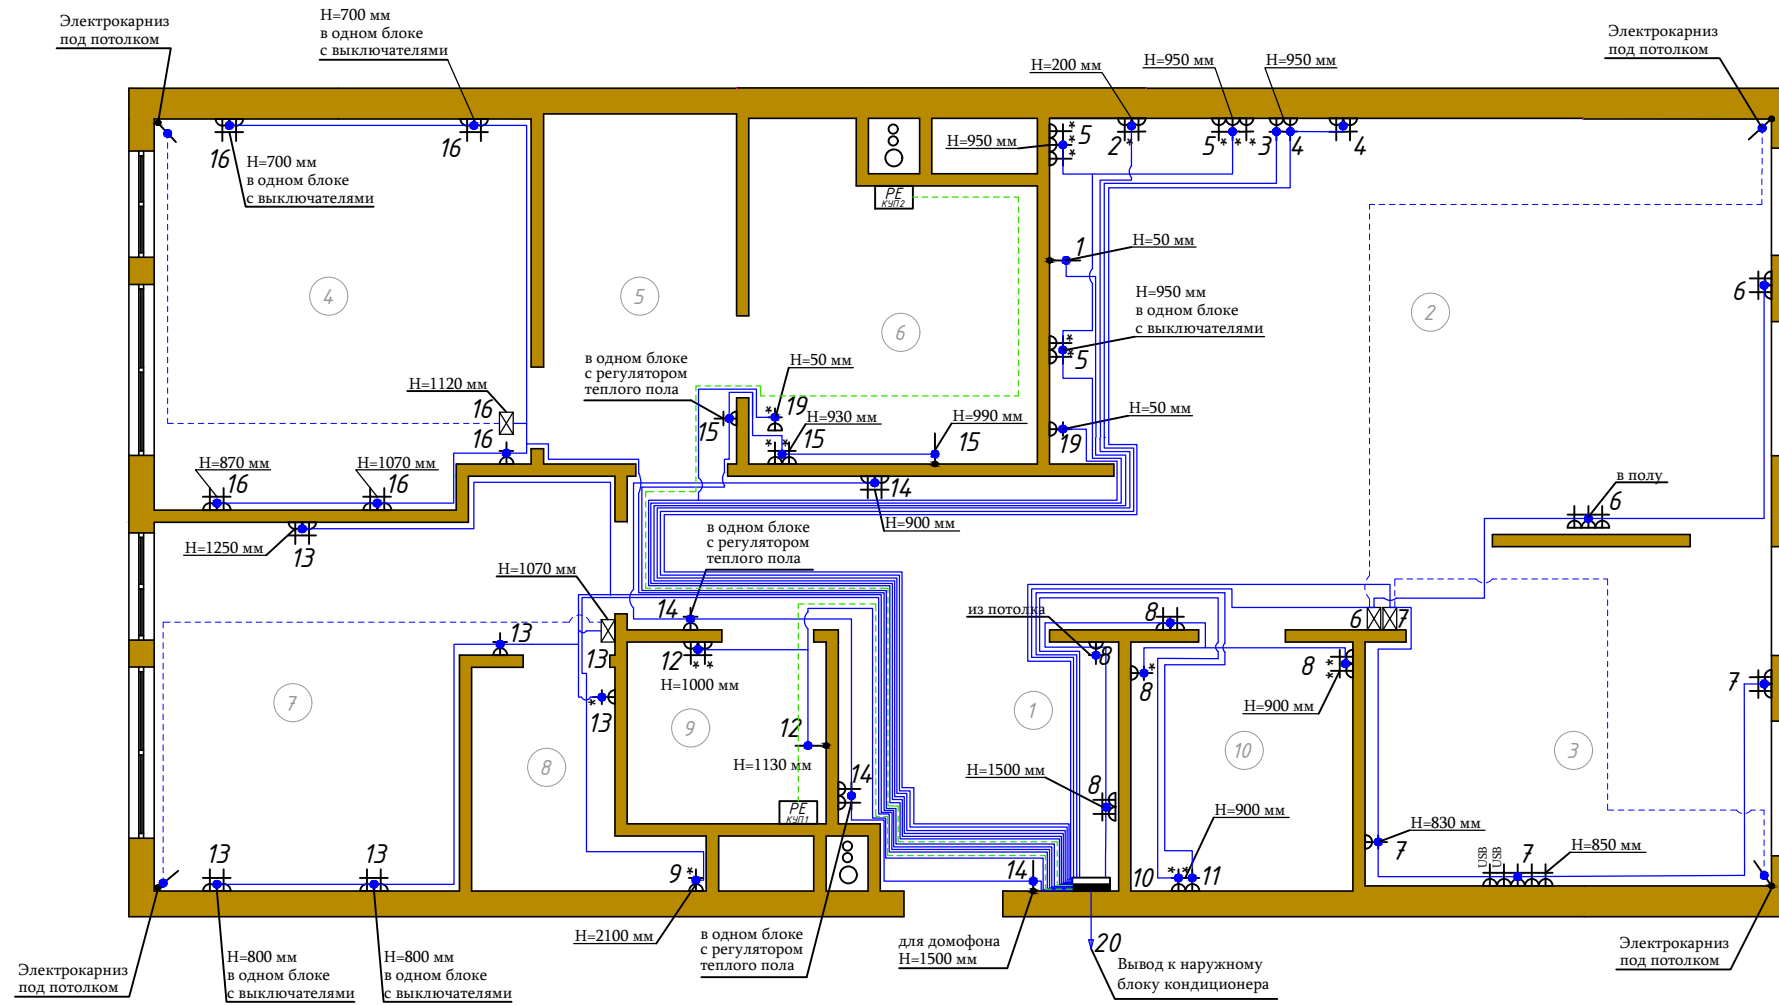 Электрокарниз
под потолком
H=700 мм
в одном блоке
с выключателями
H=200 мм
H=950 мм
H=950 мм
Электрокарниз
под потолком
16
16
H=700 мм
в одном блоке
с выключателями
H=950 мм
* 5
*
*
2 *
5 * * *
3
4
4
РЕ
КУП2
1
H=50 мм
4
5
6
2
6
H=950 мм
в одном блоке
с выключателями
* 5
*
в одном блоке
с регулятором
теплого пола
H=50 мм
H=1120 мм
16
16
15
* 19
H=930 мм
* * 15
H=990 мм
15
H=50 мм
19
H=870 мм
16
H=1070 мм
16
14
H=900 мм
в полу
6
H=1250 мм
13
в одном блоке
с регулятором
теплого пола
H=1070 мм
14
из потолка
8
6
7
13
13
12 * *
H=1000 мм
8
* 8
8 * *
H=900 мм
7
* 13
7
9
12
H=1130 мм
1
10
3
8
14
H=1500 мм
8
РЕ
КУП1
H=900 мм
H=830 мм
7
USB
USB
7
H=850 мм
13
13
9 *
14
10 * * 11
H=2100 мм
в одном блоке
с регулятором
теплого пола
для домофона
H=1500 мм
20
Вывод к наружному
блоку кондиционера
Электрокарниз
под потолком
H=800 мм
в одном блоке
с выключателями
H=800 мм
в одном блоке
с выключателями
Электрокарниз
под потолком